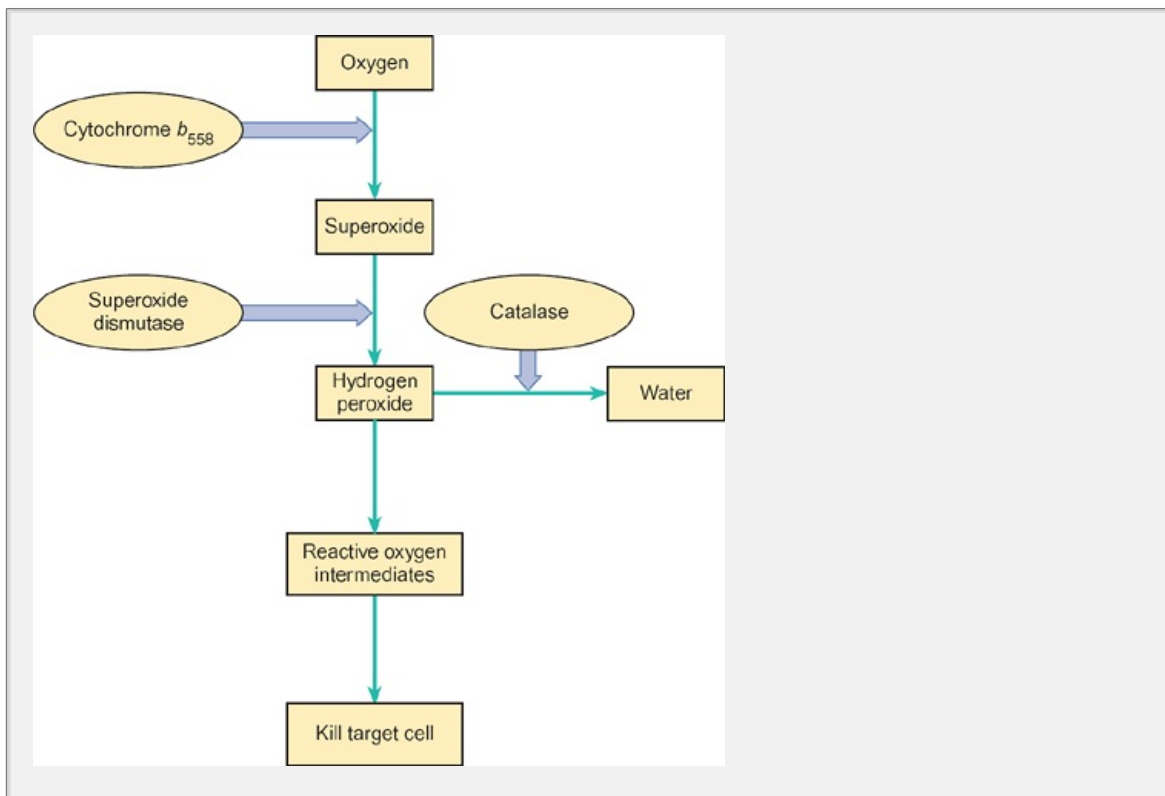 Oxygen
Cytochrome b558
Superoxide
Superoxide
dismutase
Catalase
Hydrogen
peroxide
Water
Reactive oxygen
intermediates
Kill target cell